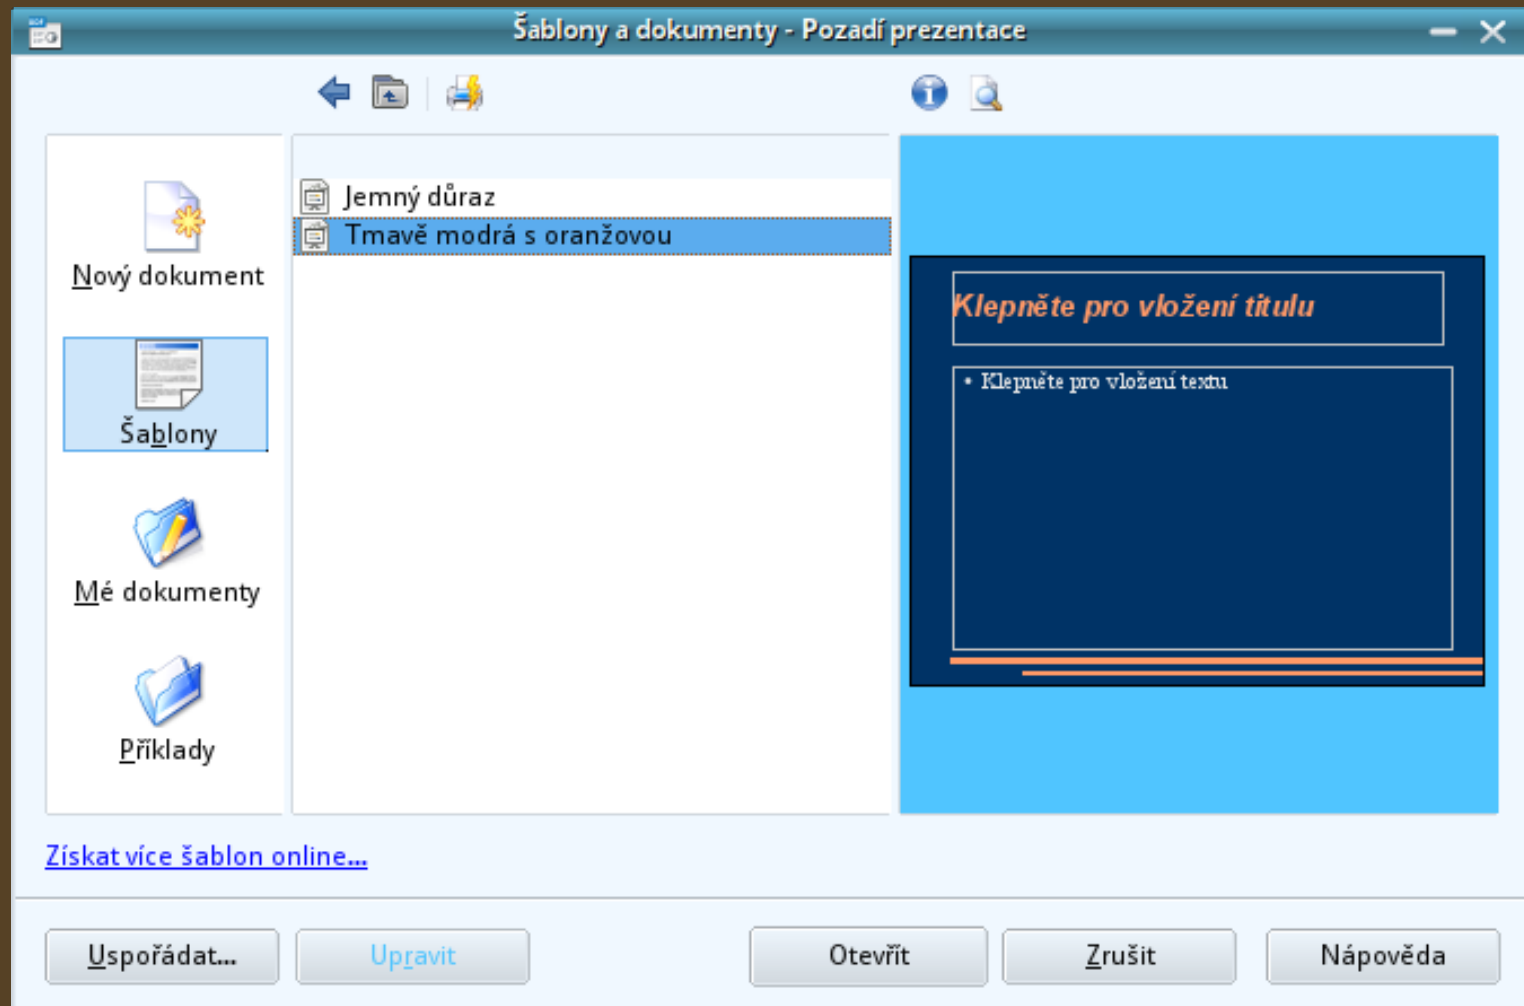 Šablony a dokumenty - Pozadí prezentace
Nový dokument
Šablony
Mé dokumenty
Příklady
Jemný důraz
Tmavě modrá s oranžovou
Klepněte pro vložení titulu
• Klepněte pro vložení textu
Získat více šablon online...
Uspořádat...
Upravit
Otevřít
Zrušit
Nápověda